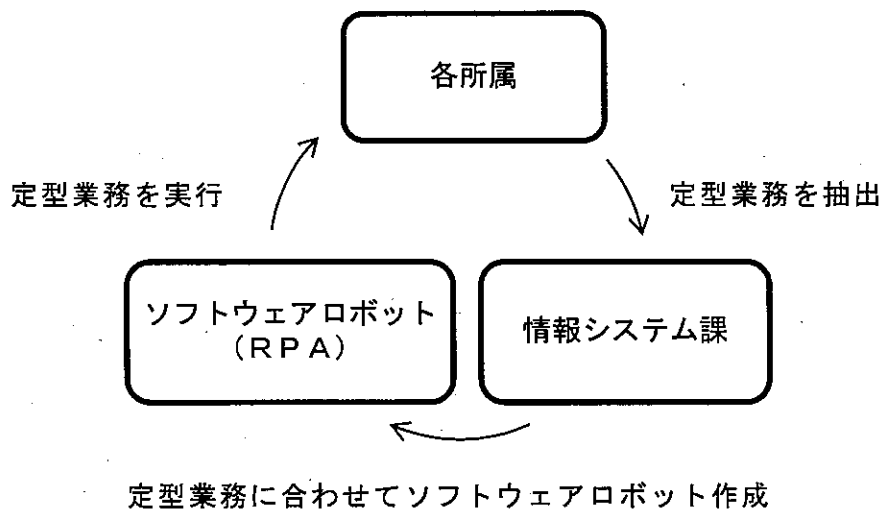 各所属
定型業務を実行
定型業務を抽出
ソフトウェアロボット
(RPA)
情報システム課
定型業務に合わせてソフトウェアロボット作成